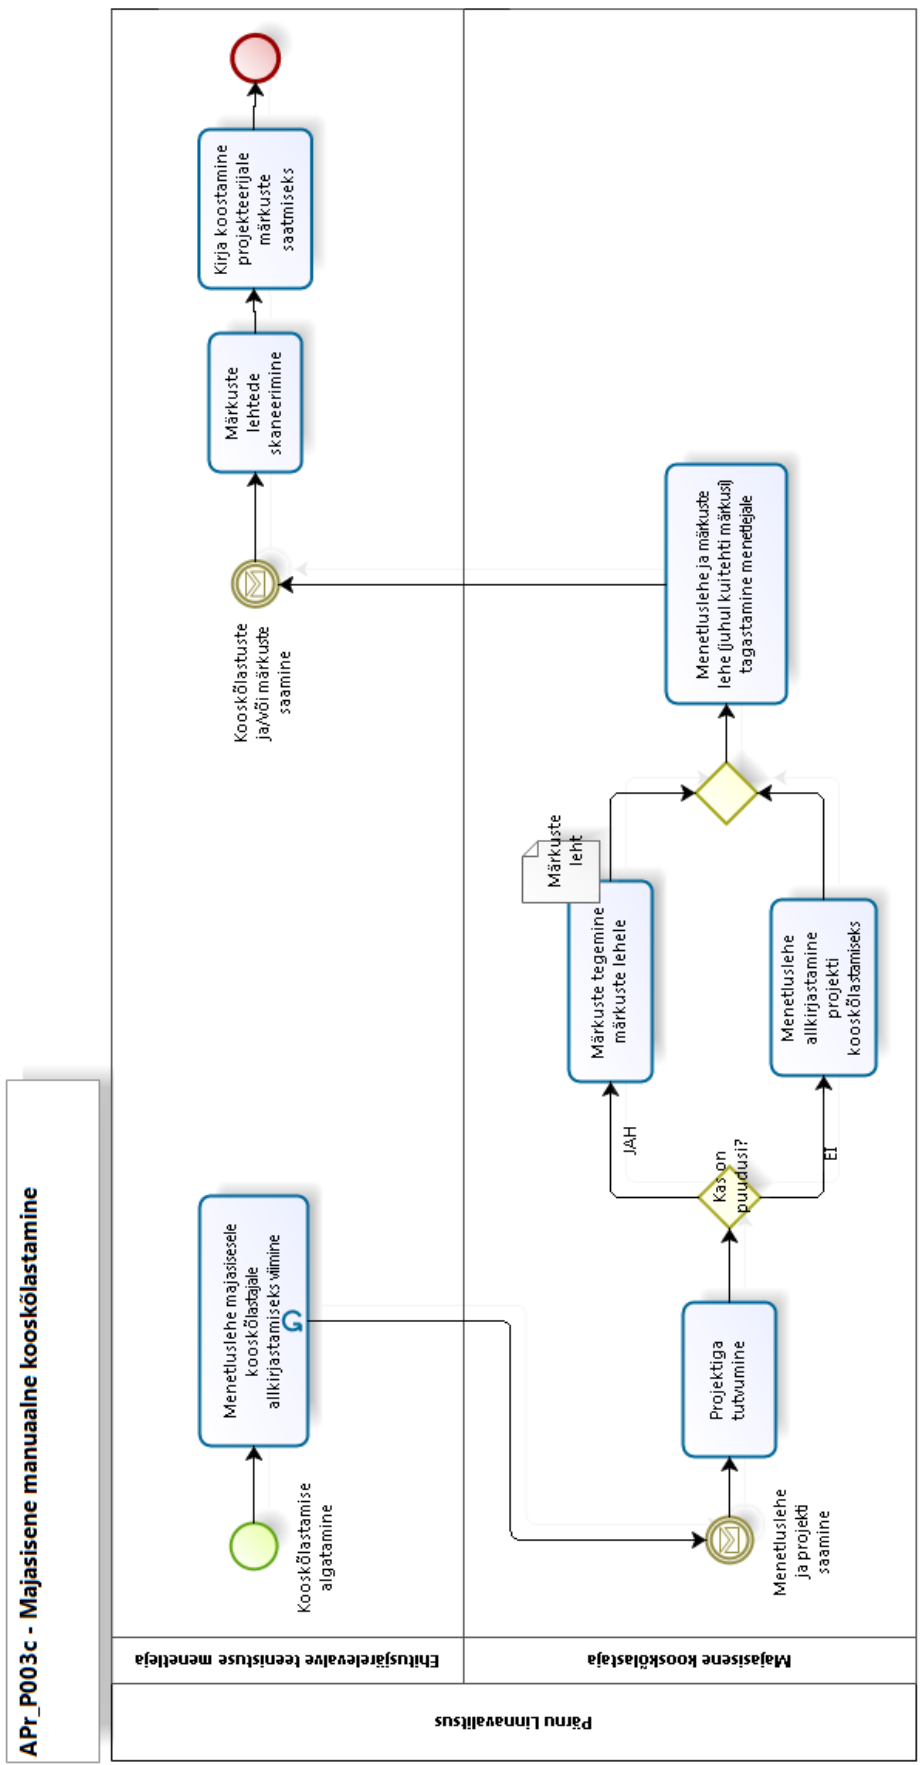 APr_P003c - Majasisene manuaalne kooskõlastamine
Pärnu Linnavalitsus
Ehitusjärelevalve teenistuse menetleja
Kooskõlastamise
algatamine
Menetluslehe majasisesele
kooskõlastajale
allkirjastamiseks viimine
Kooskõlastuste
ja/või märkuste
saamine
Märkuste
lehtede
skaneerimine
Kirja koostamine
projekteerijale
märkuste
saatmiseks
Majasisene kooskõlastaja
Menetluslehe
ja projekti
saamine
Projektiga
tutvumine
Kas on
puudusi?
JAH
EI
Märkuste tegemine
märkuste lehele
Märkuste
leht
Menetluslehe
allkirjastamine
projekti
kooskõlastamiseks
Menetluslehe ja märkuste
lehe (juhul kui tehti märkusi)
tagastamine menetlejale